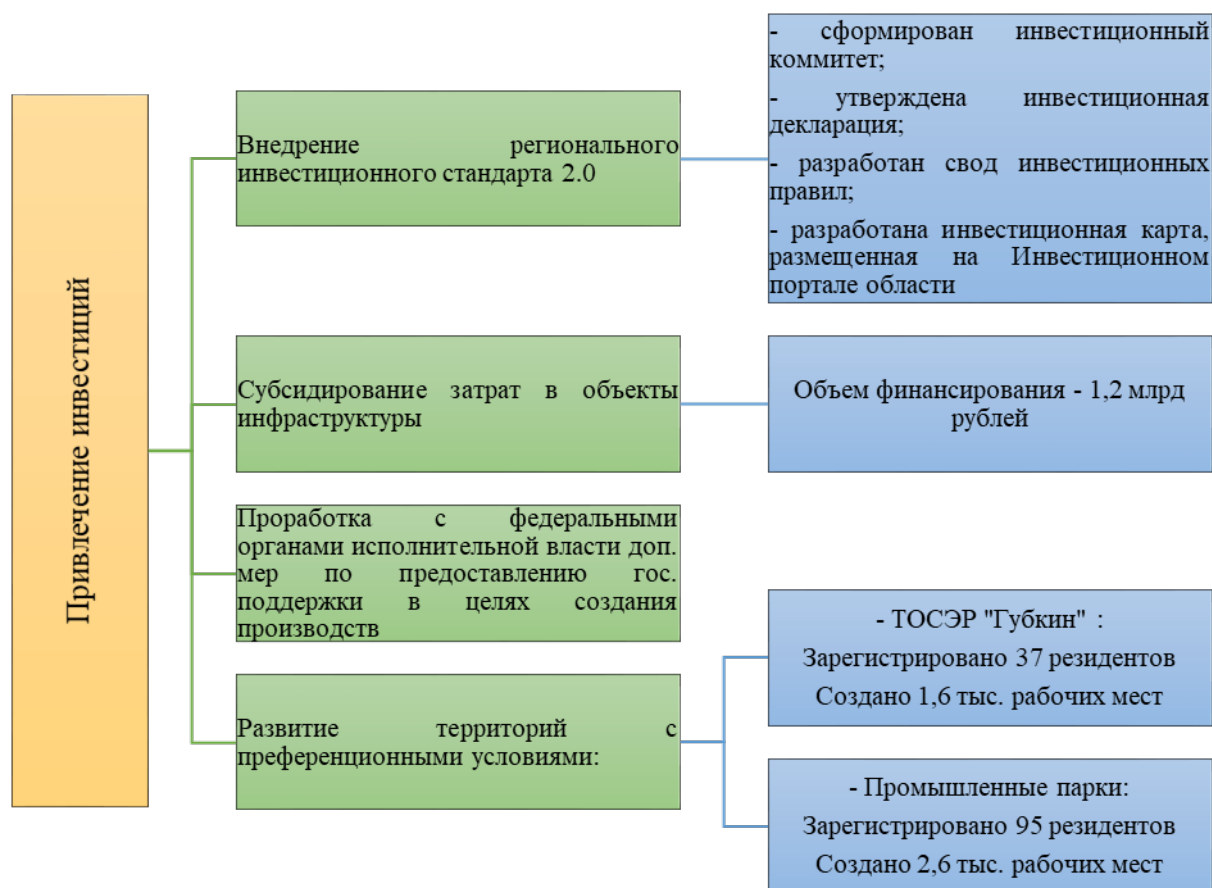 Привлечение инвестиций
Внедрение регионального
инвестиционного стандарта 2.0
- сформирован инвестиционный
коммитет;
- утверждена инвестиционная
декларация;
- разработан свод инвестиционных
правил;
- разработана инвестиционная карта,
размещенная на Инвестиционном
портале области
Субсидирование затрат в объекты
инфраструктуры
Объем финансирования - 1,2 млрд
рублей
Проработка с федеральными
органами исполнительной власти доп.
мер по предоставлению гос.
поддержки в целях создания
производств
Развитие территорий с
преференционными условиями:
- ТОСЭР "Губкин" :
Зарегистрировано 37 резидентов
Создано 1,6 тыс. рабочих мест
- Промышленные парки:
Зарегистрировано 95 резидентов
Создано 2,6 тыс. рабочих мест